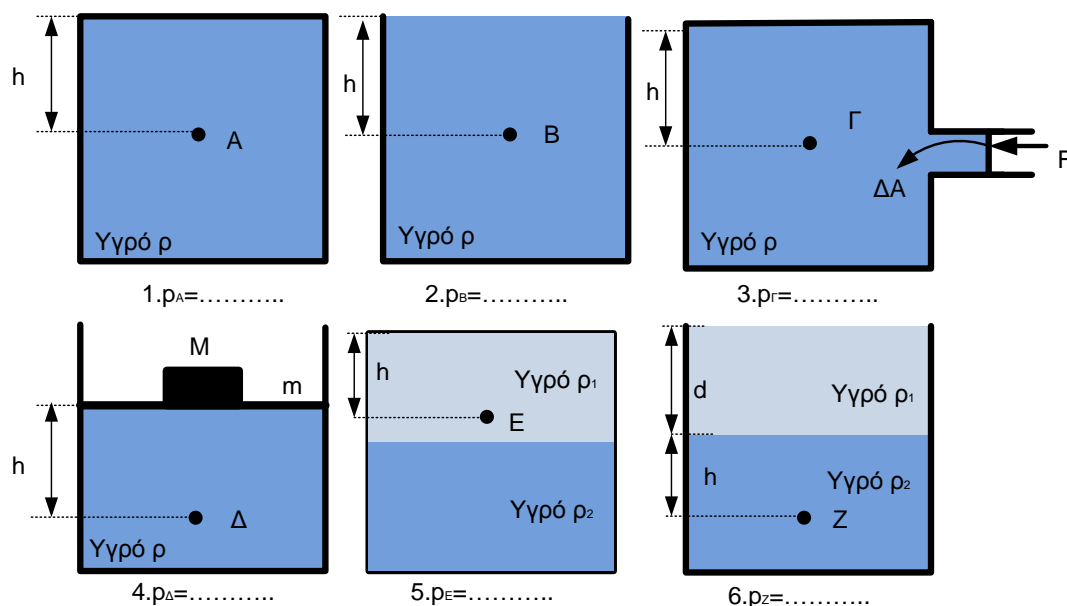 h
A
Υγρό ρ
1.pA=………..
h
B
Υγρό ρ
2.pB=………..
h
Γ
ΔΑ
F
Υγρό ρ
3.pΓ=………..
M
m
h
Δ
Υγρό ρ
4.pΔ=………..
h
Υγρό ρ1
E
Υγρό ρ2
5.pE=………..
d
Υγρό ρ1
h
Υγρό ρ2
Z
6.pZ=………..